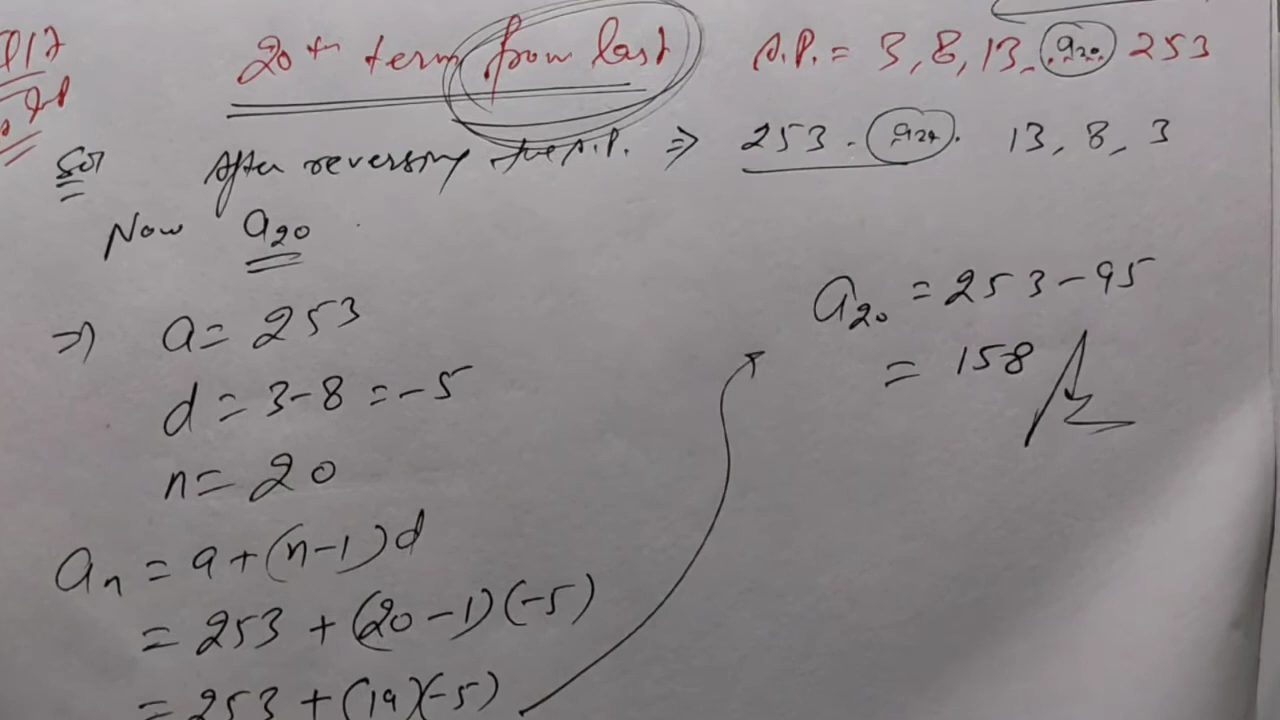 Q17
20th term from last A.P. = 3, 8, 13, ..a20.. 253
Sol After reversing the A.P. ⇒ 253 . a20 . 13, 8, 3
Now a20
⇒ a = 253
d = 3-8 = -5
n = 20
an = a+(n-1)d
= 253 + (20-1)(-5)
= 253 + (19)(-5)
a20 = 253-95
= 158